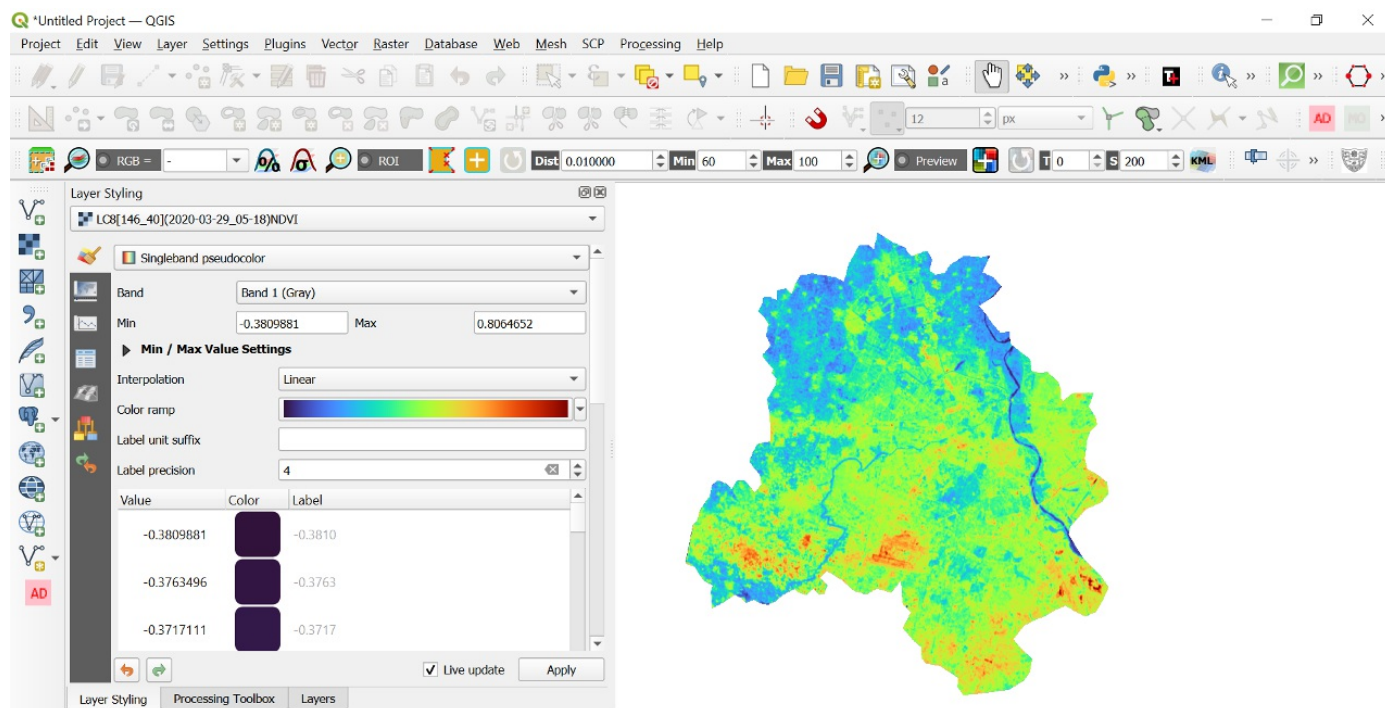 *Untitled Project — QGIS
Project Edit View Layer Settings Plugins Vector Raster Database Web Mesh SCP Processing Help
12 px AD
RGB = - ROI Dist 0.010000 Min 60 Max 100 Preview T 0 S 200 KML
Layer Styling
LC8[146_40](2020-03-29_05-18)NDVI
Singleband pseudocolor
Band Band 1 (Gray)
Min -0.3809881 Max 0.8064652
Min / Max Value Settings
Interpolation Linear
Color ramp
Label unit suffix
Label precision 4
Value Color Label
-0.3809881 -0.3810
-0.3763496 -0.3763
-0.3717111 -0.3717
AD
Live update Apply
Layer Styling Processing Toolbox Layers